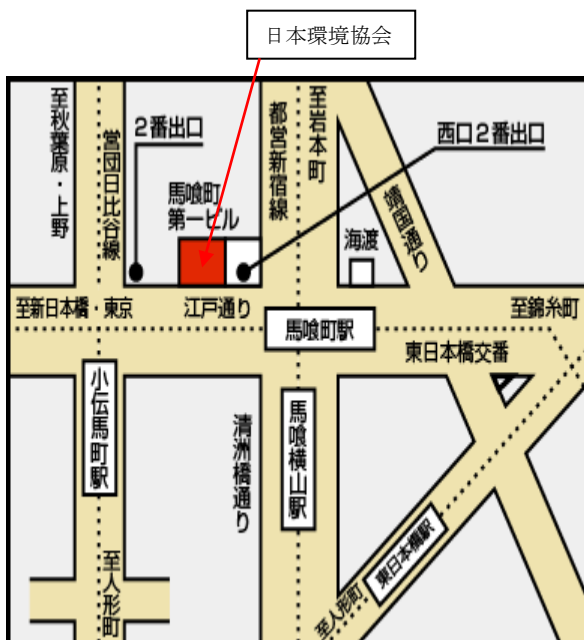 日本環境協会
至秋葉原・上野
営団日比谷線
2番出口
馬喰町
第一ビル
都営新宿線
至岩本町
西口2番出口
靖国通り
海渡
至新日本橋・東京
江戸通り
馬喰町駅
至錦糸町
東日本橋交番
小伝馬町駅
清洲橋通り
馬喰横山駅
東日本橋駅
至人形町
至人形町